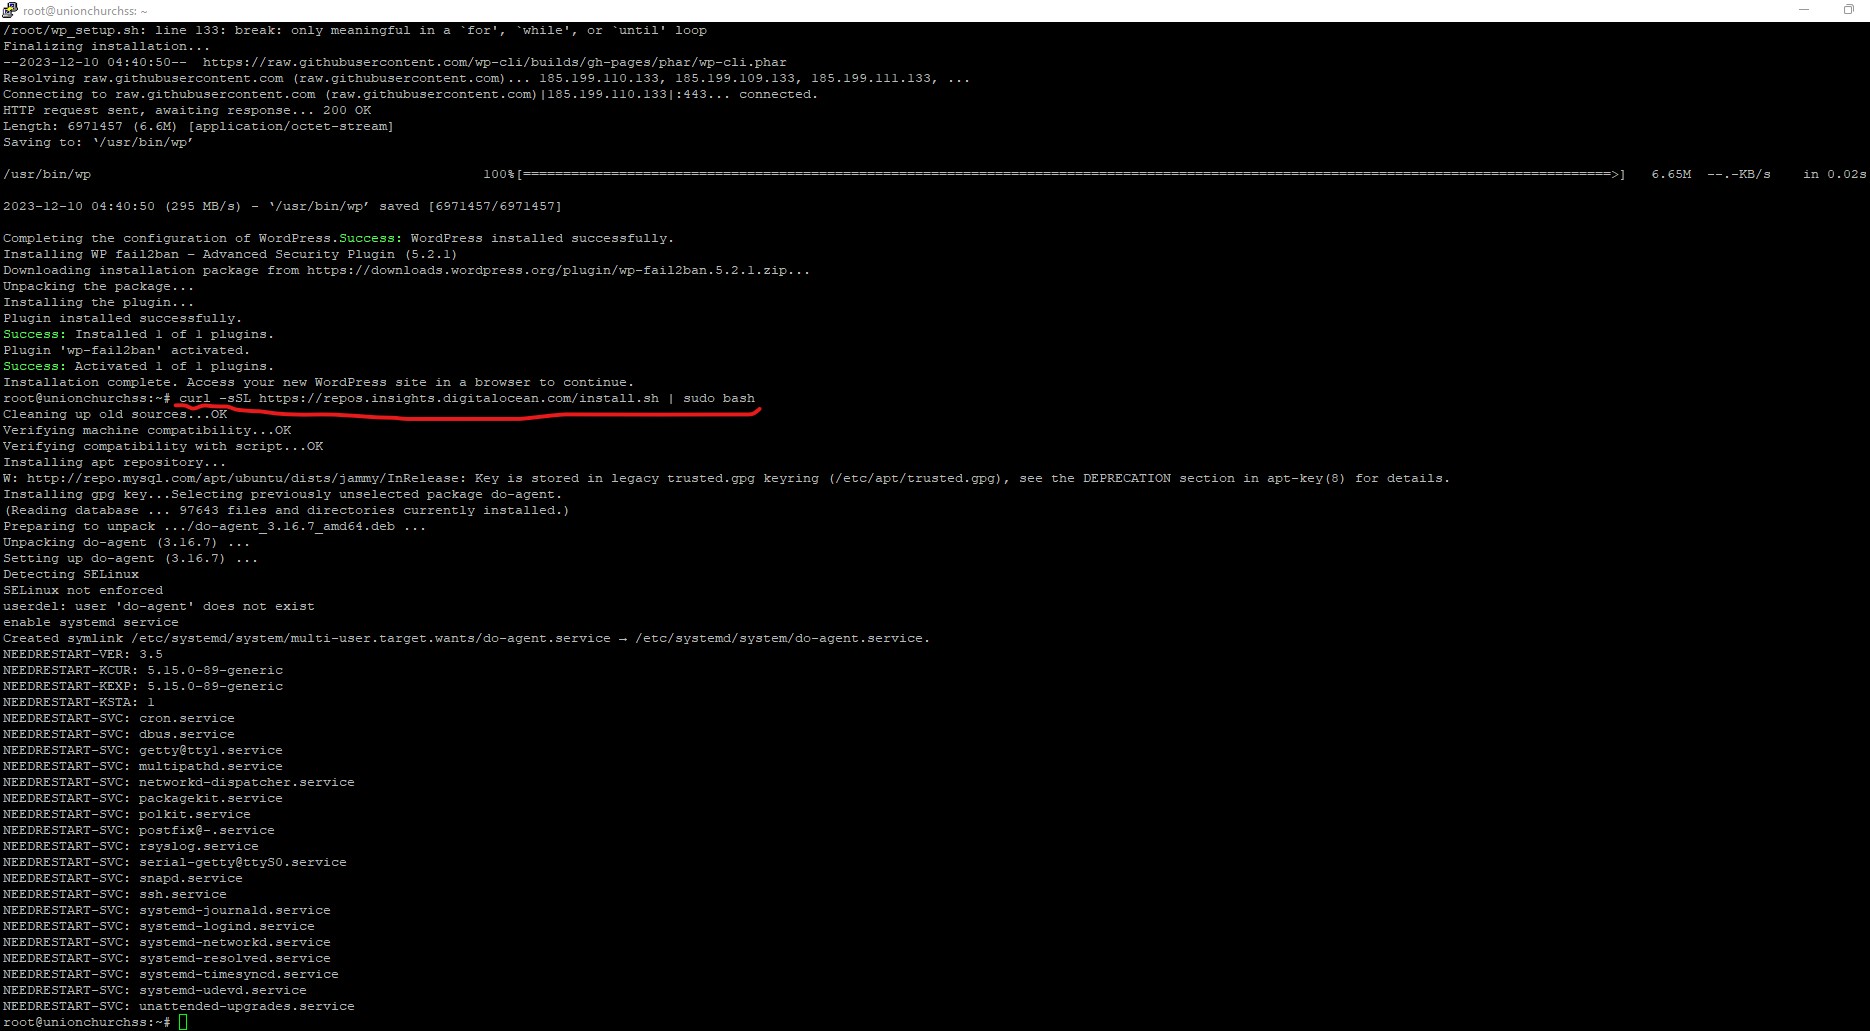 root@unionchurchss: ~
/root/wp_setup.sh: line 133: break: only meaningful in a `for', `while', or `until' loop
Finalizing installation...
--2023-12-10 04:40:50--  https://raw.githubusercontent.com/wp-cli/builds/gh-pages/phar/wp-cli.phar
Resolving raw.githubusercontent.com (raw.githubusercontent.com)... 185.199.110.133, 185.199.109.133, 185.199.111.133, ...
Connecting to raw.githubusercontent.com (raw.githubusercontent.com)|185.199.110.133|:443... connected.
HTTP request sent, awaiting response... 200 OK
Length: 6971457 (6.6M) [application/octet-stream]
Saving to: ‘/usr/bin/wp’
/usr/bin/wp 100%[===================================================>] 6.65M --.-KB/s in 0.02s
2023-12-10 04:40:50 (295 MB/s) - ‘/usr/bin/wp’ saved [6971457/6971457]
Completing the configuration of WordPress.Success: WordPress installed successfully.
Installing WP fail2ban – Advanced Security Plugin (5.2.1)
Downloading installation package from https://downloads.wordpress.org/plugin/wp-fail2ban.5.2.1.zip...
Unpacking the package...
Installing the plugin...
Plugin installed successfully.
Success: Installed 1 of 1 plugins.
Plugin 'wp-fail2ban' activated.
Success: Activated 1 of 1 plugins.
Installation complete. Access your new WordPress site in a browser to continue.
root@unionchurchss:~# curl -sSL https://repos.insights.digitalocean.com/install.sh | sudo bash
Cleaning up old sources...OK
Verifying machine compatibility...OK
Verifying compatibility with script...OK
Installing apt repository...
W: http://repo.mysql.com/apt/ubuntu/dists/jammy/InRelease: Key is stored in legacy trusted.gpg keyring (/etc/apt/trusted.gpg), see the DEPRECATION section in apt-key(8) for details.
Installing gpg key...Selecting previously unselected package do-agent.
(Reading database ... 97643 files and directories currently installed.)
Preparing to unpack .../do-agent_3.16.7_amd64.deb ...
Unpacking do-agent (3.16.7) ...
Setting up do-agent (3.16.7) ...
Detecting SELinux
SELinux not enforced
userdel: user 'do-agent' does not exist
enable systemd service
Created symlink /etc/systemd/system/multi-user.target.wants/do-agent.service → /etc/systemd/system/do-agent.service.
NEEDRESTART-VER: 3.5
NEEDRESTART-KCUR: 5.15.0-89-generic
NEEDRESTART-KEXP: 5.15.0-89-generic
NEEDRESTART-KSTA: 1
NEEDRESTART-SVC: cron.service
NEEDRESTART-SVC: dbus.service
NEEDRESTART-SVC: getty@tty1.service
NEEDRESTART-SVC: multipathd.service
NEEDRESTART-SVC: networkd-dispatcher.service
NEEDRESTART-SVC: packagekit.service
NEEDRESTART-SVC: polkit.service
NEEDRESTART-SVC: postfix@-.service
NEEDRESTART-SVC: rsyslog.service
NEEDRESTART-SVC: serial-getty@ttyS0.service
NEEDRESTART-SVC: snapd.service
NEEDRESTART-SVC: ssh.service
NEEDRESTART-SVC: systemd-journald.service
NEEDRESTART-SVC: systemd-logind.service
NEEDRESTART-SVC: systemd-networkd.service
NEEDRESTART-SVC: systemd-resolved.service
NEEDRESTART-SVC: systemd-timesyncd.service
NEEDRESTART-SVC: systemd-udevd.service
NEEDRESTART-SVC: unattended-upgrades.service
root@unionchurchss:~#